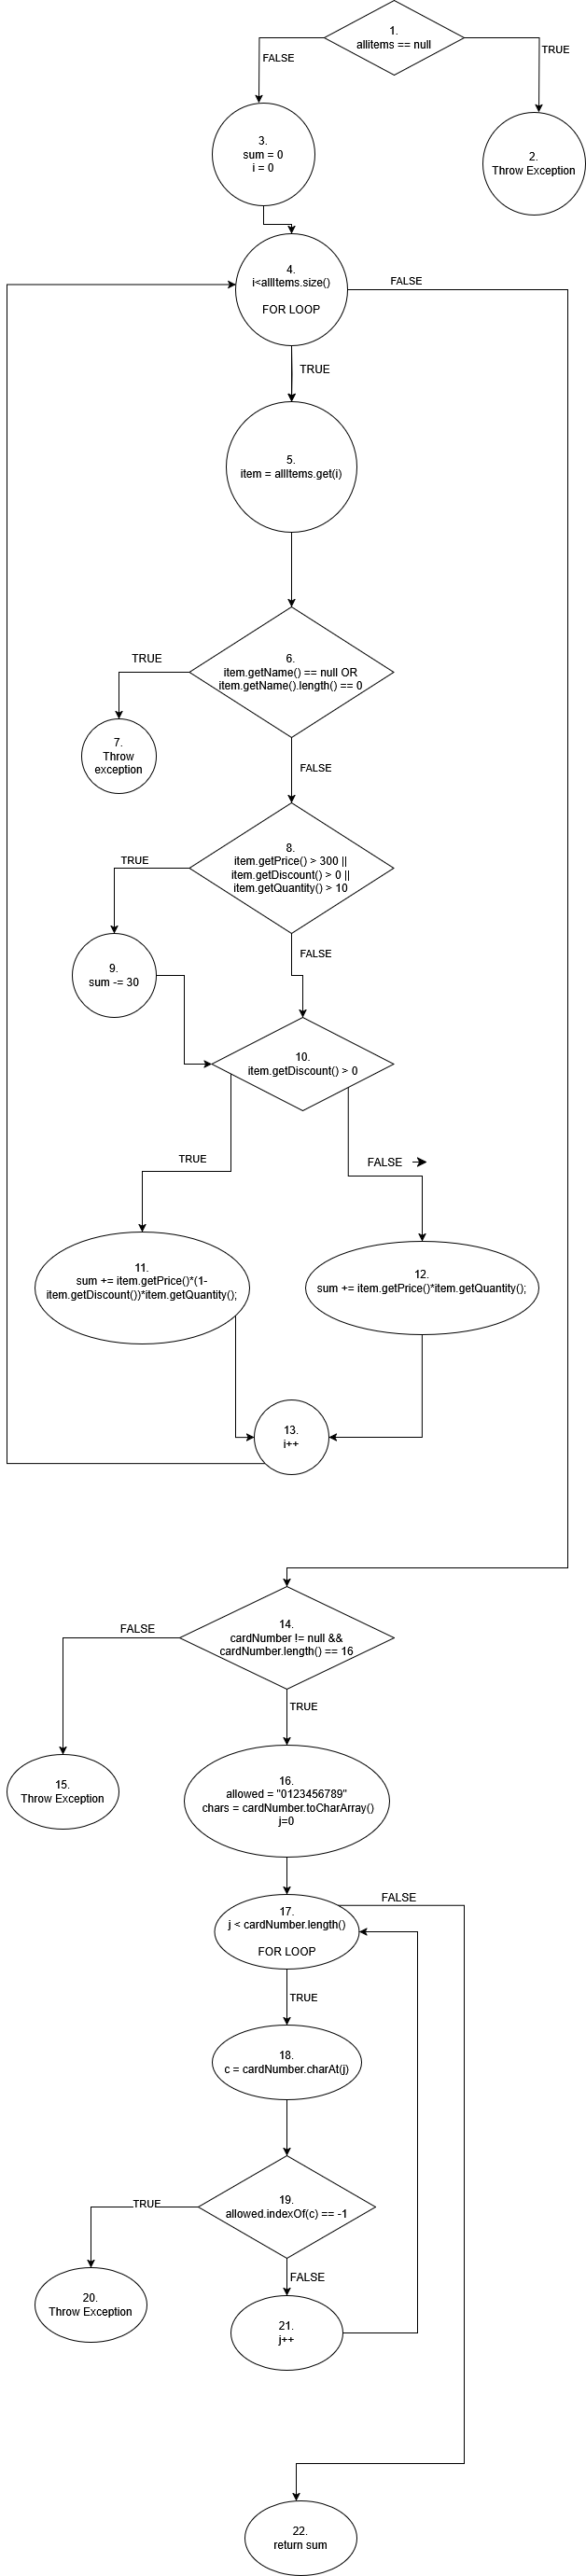 1.
allitems == null
FALSE
TRUE
3.
sum = 0
i = 0
2.
Throw Exception
4.
i<allItems.size()
FOR LOOP
FALSE
TRUE
5.
item = allItems.get(i)
6.
item.getName() == null OR
item.getName().length() == 0
TRUE
7.
Throw
exception
FALSE
8.
item.getPrice() > 300 ||
item.getDiscount() > 0 ||
item.getQuantity() > 10
TRUE
FALSE
9.
sum -= 30
10.
item.getDiscount() > 0
TRUE
FALSE
11.
sum += item.getPrice()*(1-
item.getDiscount())*item.getQuantity();
12.
sum += item.getPrice()*item.getQuantity();
13.
i++
14.
cardNumber != null &&
cardNumber.length() == 16
FALSE
TRUE
15.
Throw Exception
16.
allowed = "0123456789"
chars = cardNumber.toCharArray()
j=0
17.
j < cardNumber.length()
FOR LOOP
FALSE
TRUE
18.
c = cardNumber.charAt(j)
19.
allowed.indexOf(c) == -1
TRUE
FALSE
20.
Throw Exception
21.
j++
22.
return sum